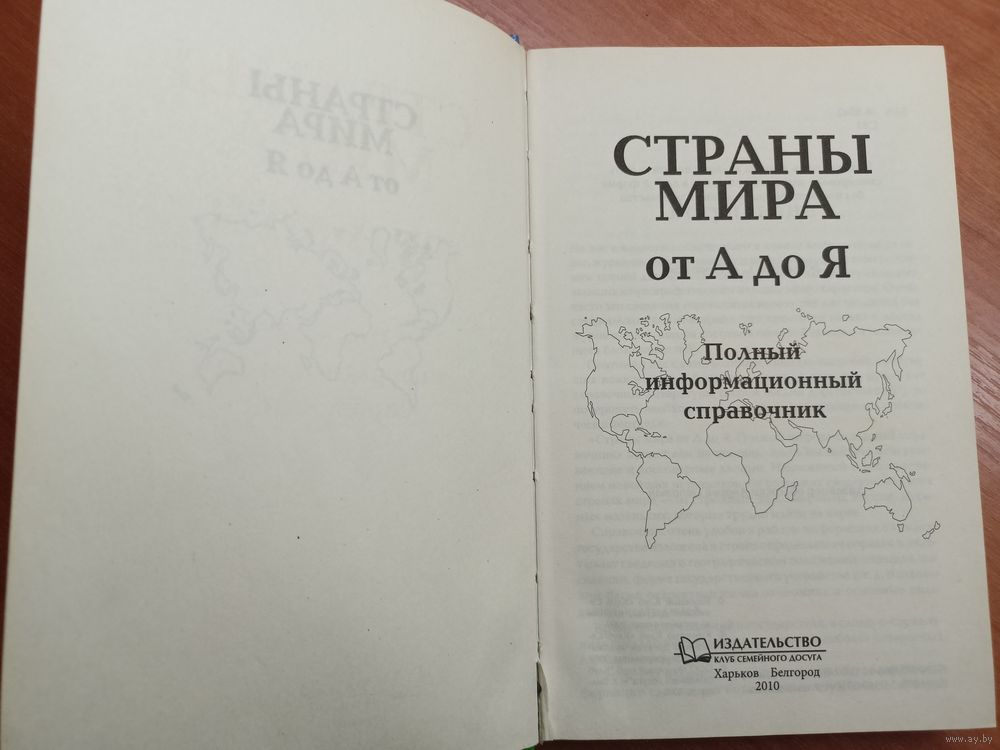 СТРАНЫ
МИРА
от А до Я
Полный
информационный
справочник
ИЗДАТЕЛЬСТВО
КЛУБ СЕМЕЙНОГО ДОСУГА
Харьков Белгород
2010
www.ay.by